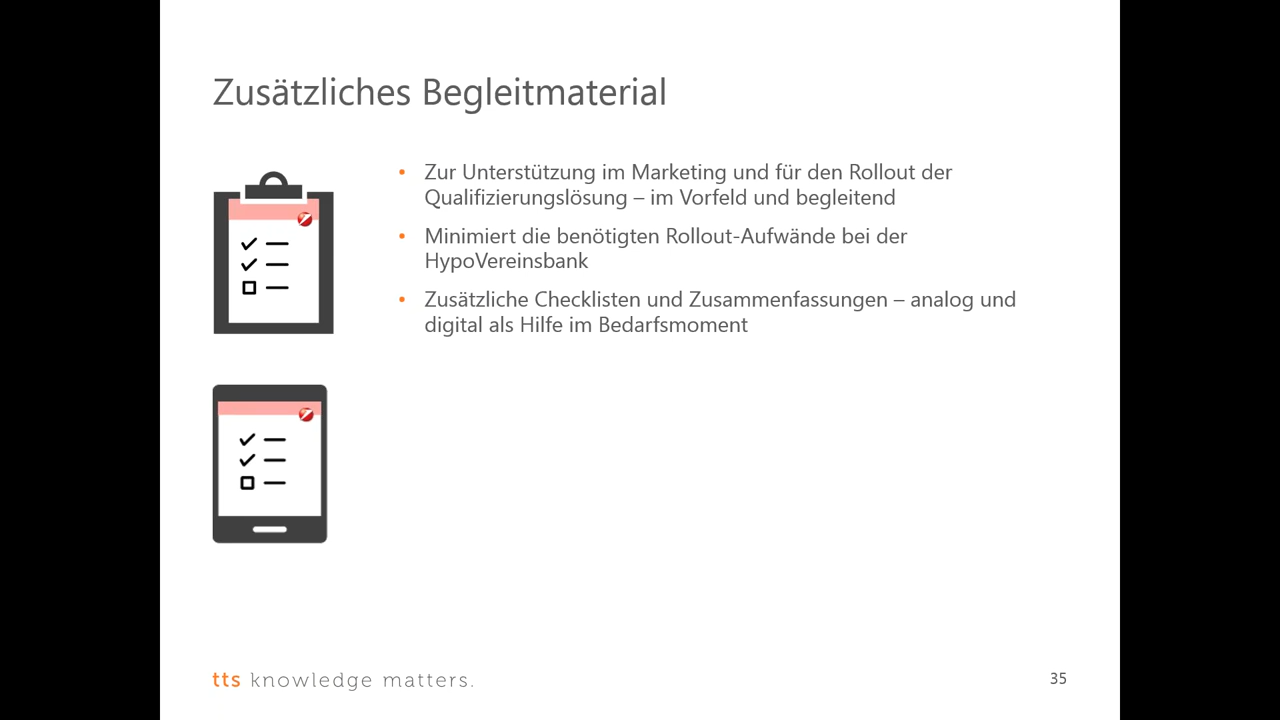 Zusätzliches Begleitmaterial
• Zur Unterstützung im Marketing und für den Rollout der
Qualifizierungslösung – im Vorfeld und begleitend
• Minimiert die benötigten Rollout-Aufwände bei der
HypoVereinsbank
• Zusätzliche Checklisten und Zusammenfassungen – analog und
digital als Hilfe im Bedarfsmoment
tts knowledge matters.
35